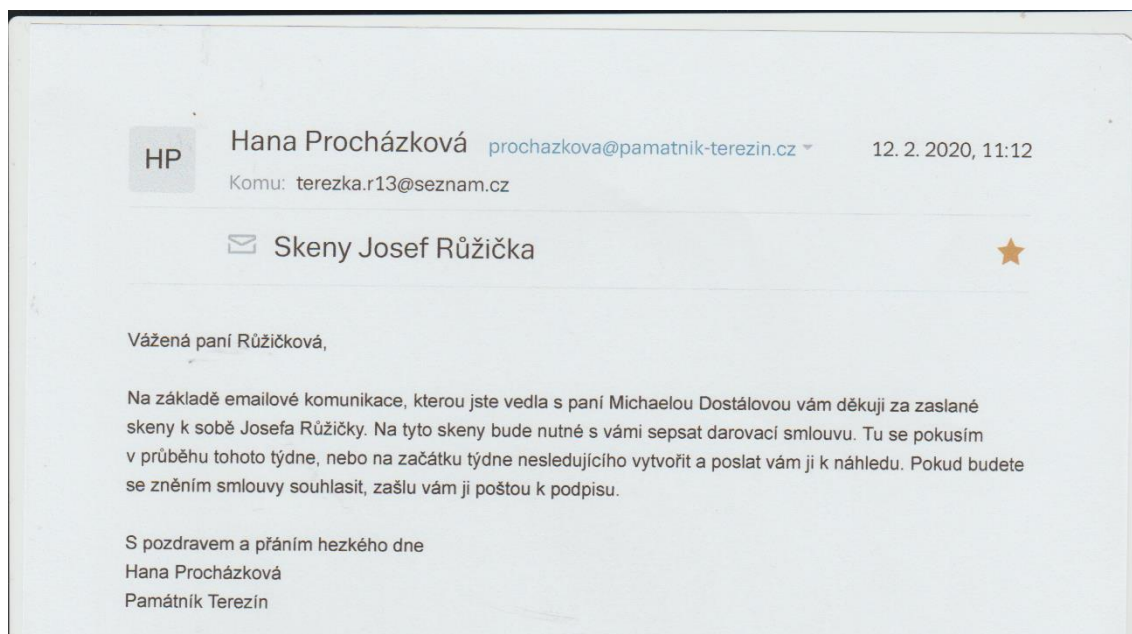 HP
Hana Procházková prochazkova@pamatnik-terezin.cz
12. 2. 2020, 11:12
Komu: terezka.r13@seznam.cz
Skeny Josef Růžička
Vážená paní Růžičková,
Na základě emailové komunikace, kterou jste vedla s paní Michaelou Dostálovou vám děkuji za zaslané
skeny k sobě Josefa Růžičky. Na tyto skeny bude nutné s vámi sepsat darovací smlouvu. Tu se pokusím
v průběhu tohoto týdne, nebo na začátku týdne nesledujícího vytvořit a poslat vám ji k náhledu. Pokud budete
se zněním smlouvy souhlasit, zašlu vám ji poštou k podpisu.
S pozdravem a přáním hezkého dne
Hana Procházková
Památník Terezín